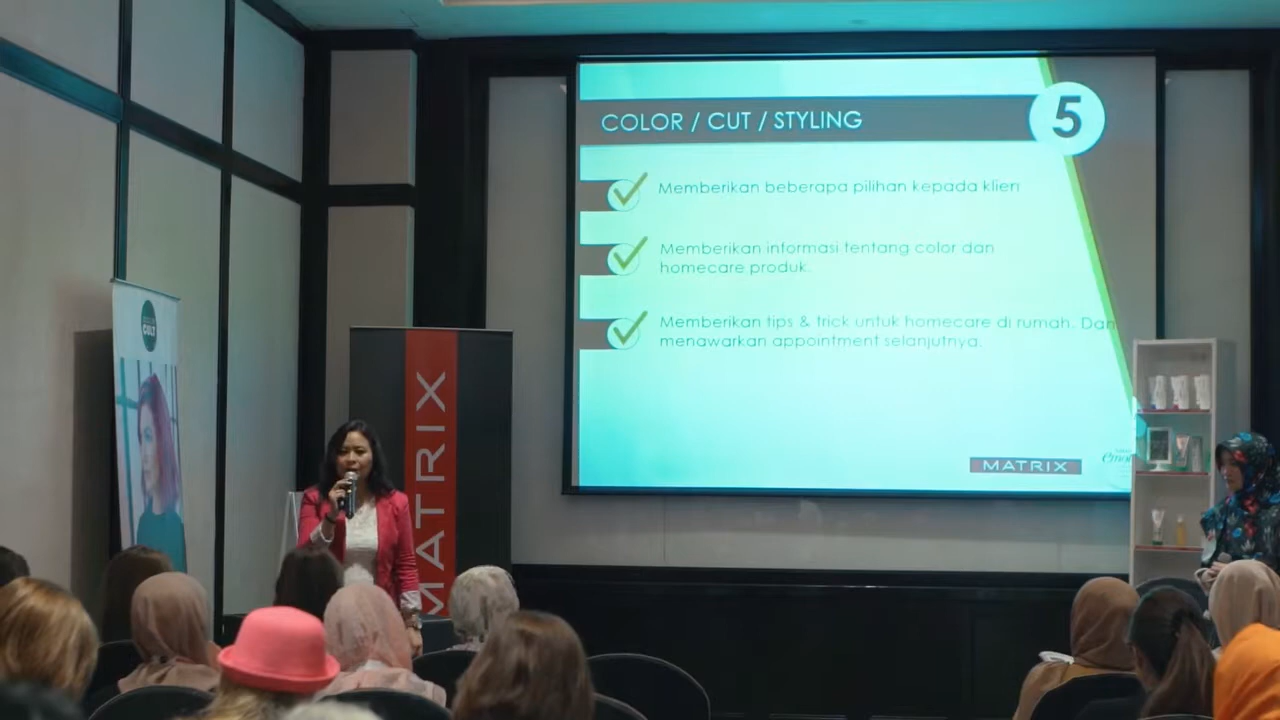 COLOR / CUT / STYLING
5
Memberikan beberapa pilihan kepada klien
Memberikan informasi tentang color dan
homecare produk.
Memberikan tips & trick untuk homecare di rumah. Dan
menawarkan appointment selanjutnya.
MATRIX
MATRIX
CULT